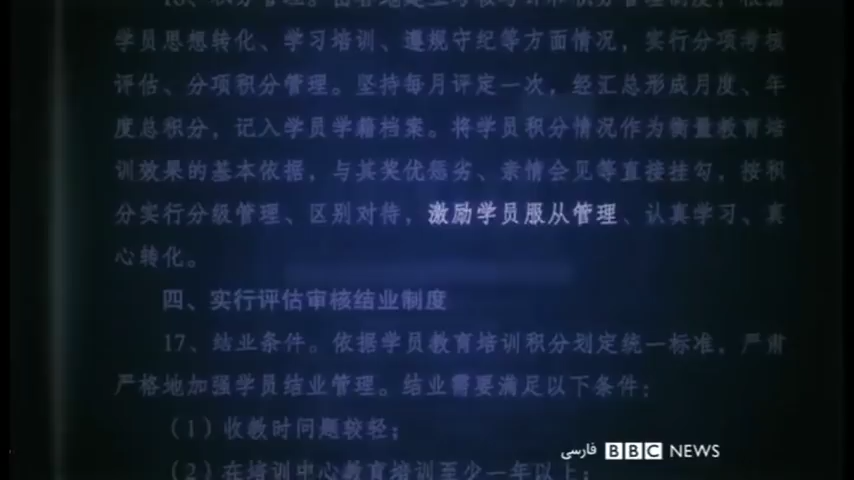 16、积分管理。
学员思想转化、学习培训、遵规守纪等方面情况，实行分项考核
评估、分项积分管理。坚持每月评定一次，经汇总形成月度、年
度总积分，记入学员学籍档案。将学员积分情况作为衡量教育培
训效果的基本依据，与其奖优惩劣、亲情会见等直接挂勾，按积
分实行分级管理、区别对待，激励学员服从管理、认真学习、真
心转化。
四、实行评估审核结业制度
17、结业条件。依据学员教育培训积分划定统一标准，严肃
严格地加强学员结业管理。结业需要满足以下条件：
（1）收教时问题较轻；
（2）在培训中心教育培训至少一年以上；
BBC NEWS فارسی